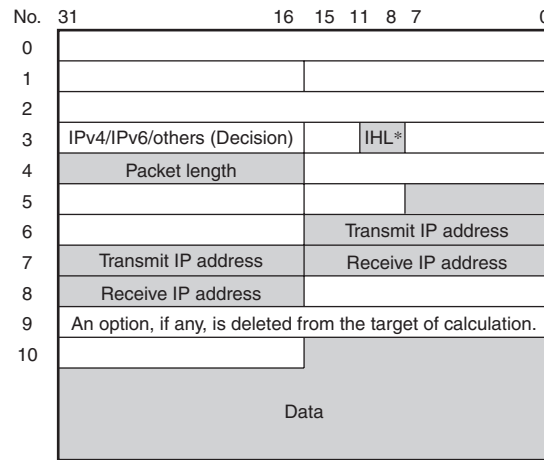 No. 31 16 15 11 8 7 0
0
1
2
3 IPv4/IPv6/others (Decision) IHL*
4 Packet length
5
6 Transmit IP address
7 Transmit IP address Receive IP address
8 Receive IP address
9 An option, if any, is deleted from the target of calculation.
10
Data